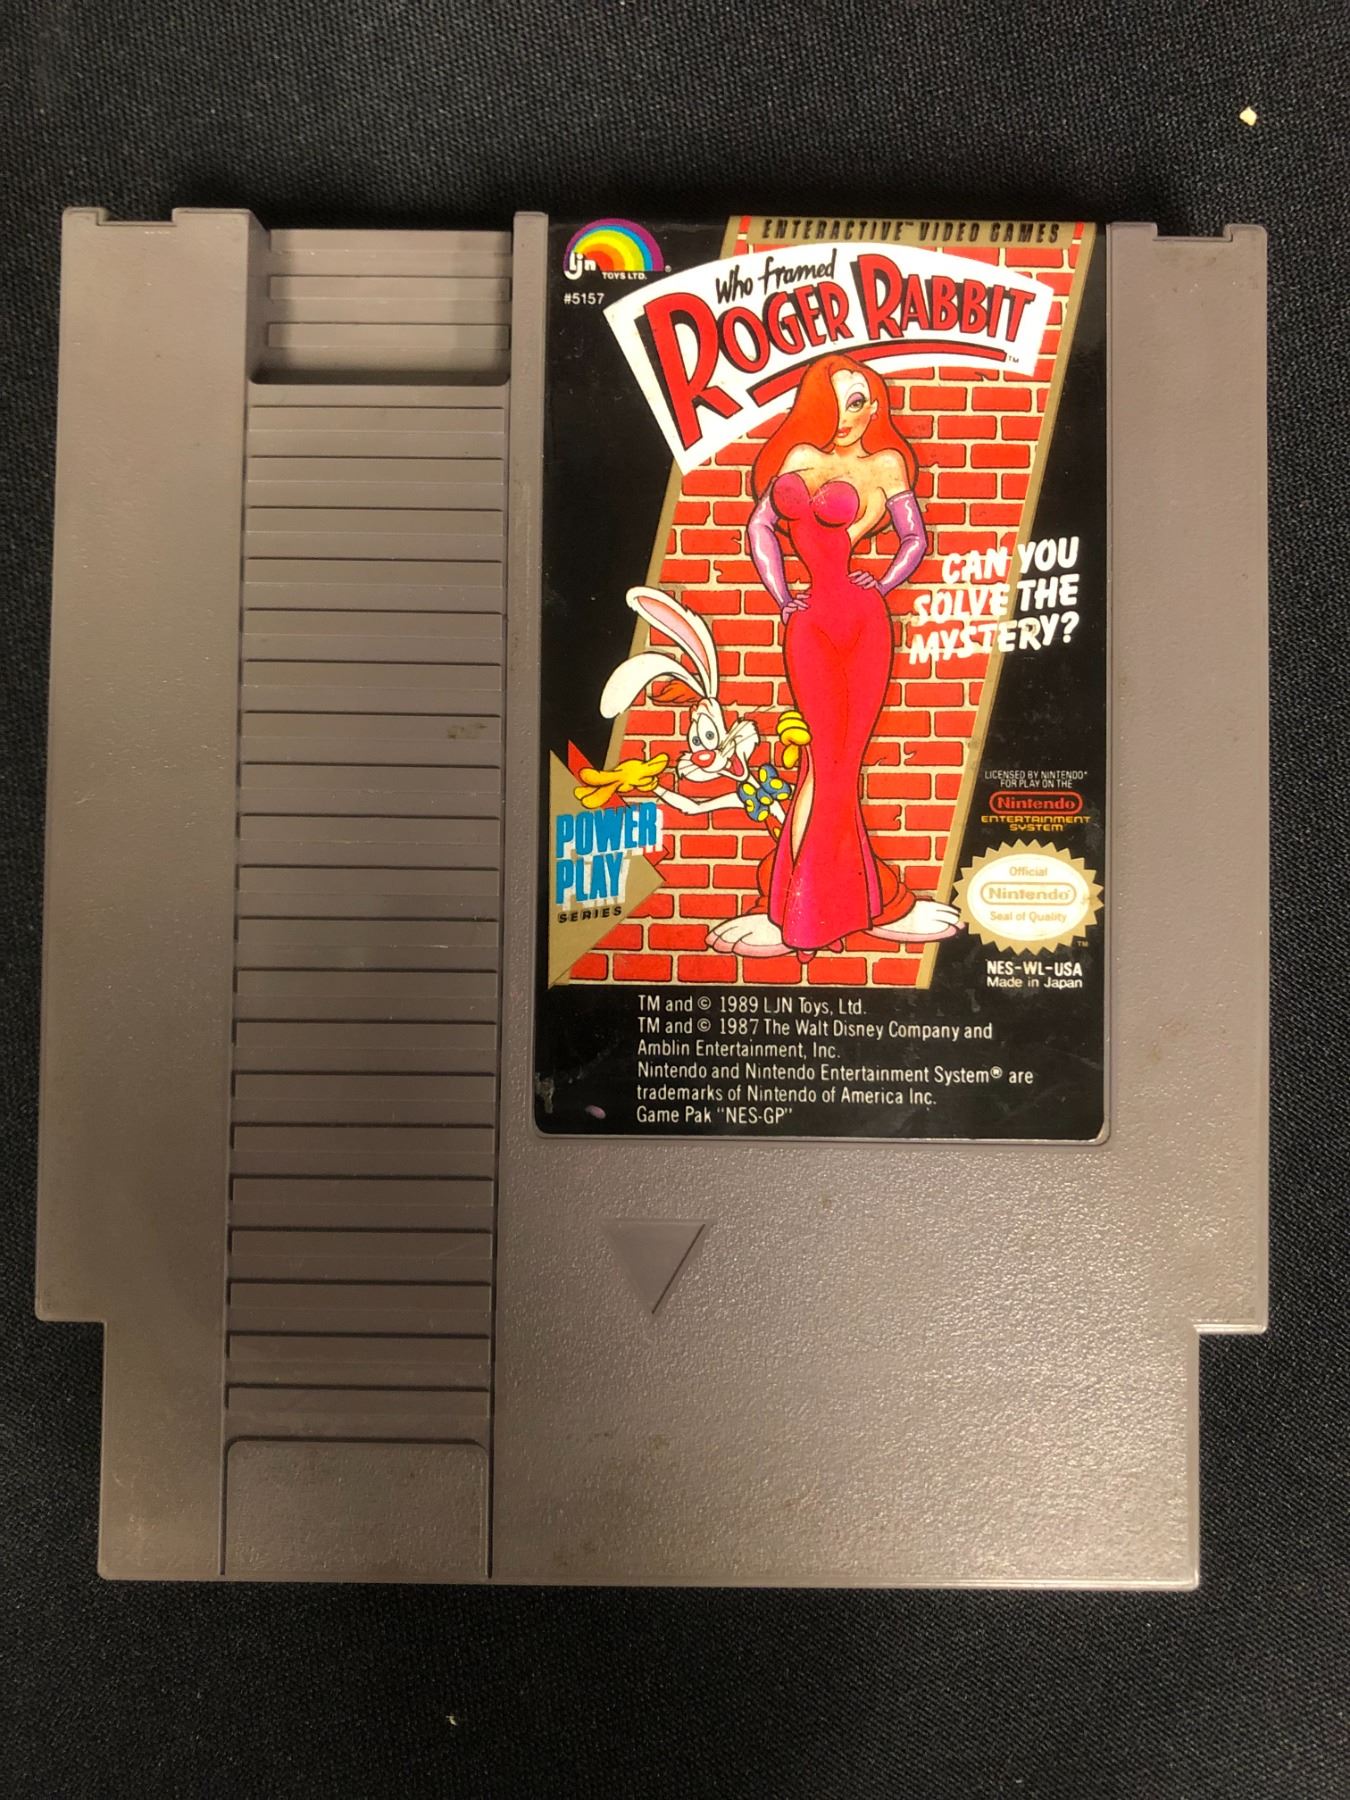 ENTERACTIVE™ VIDEO GAMES
ljn
TOYS LTD.®
#5157
Who framed
ROGER RABBIT™
CAN YOU
SOLVE THE
MYSTERY?
POWER
PLAY
SERIES
LICENSED BY NINTENDO®
FOR PLAY ON THE
Nintendo
ENTERTAINMENT
SYSTEM
Official
Nintendo
Seal of Quality
™
NES-WL-USA
Made in Japan
TM and © 1989 LJN Toys, Ltd.
TM and © 1987 The Walt Disney Company and
Amblin Entertainment, Inc.
Nintendo and Nintendo Entertainment System® are
trademarks of Nintendo of America Inc.
Game Pak "NES-GP"